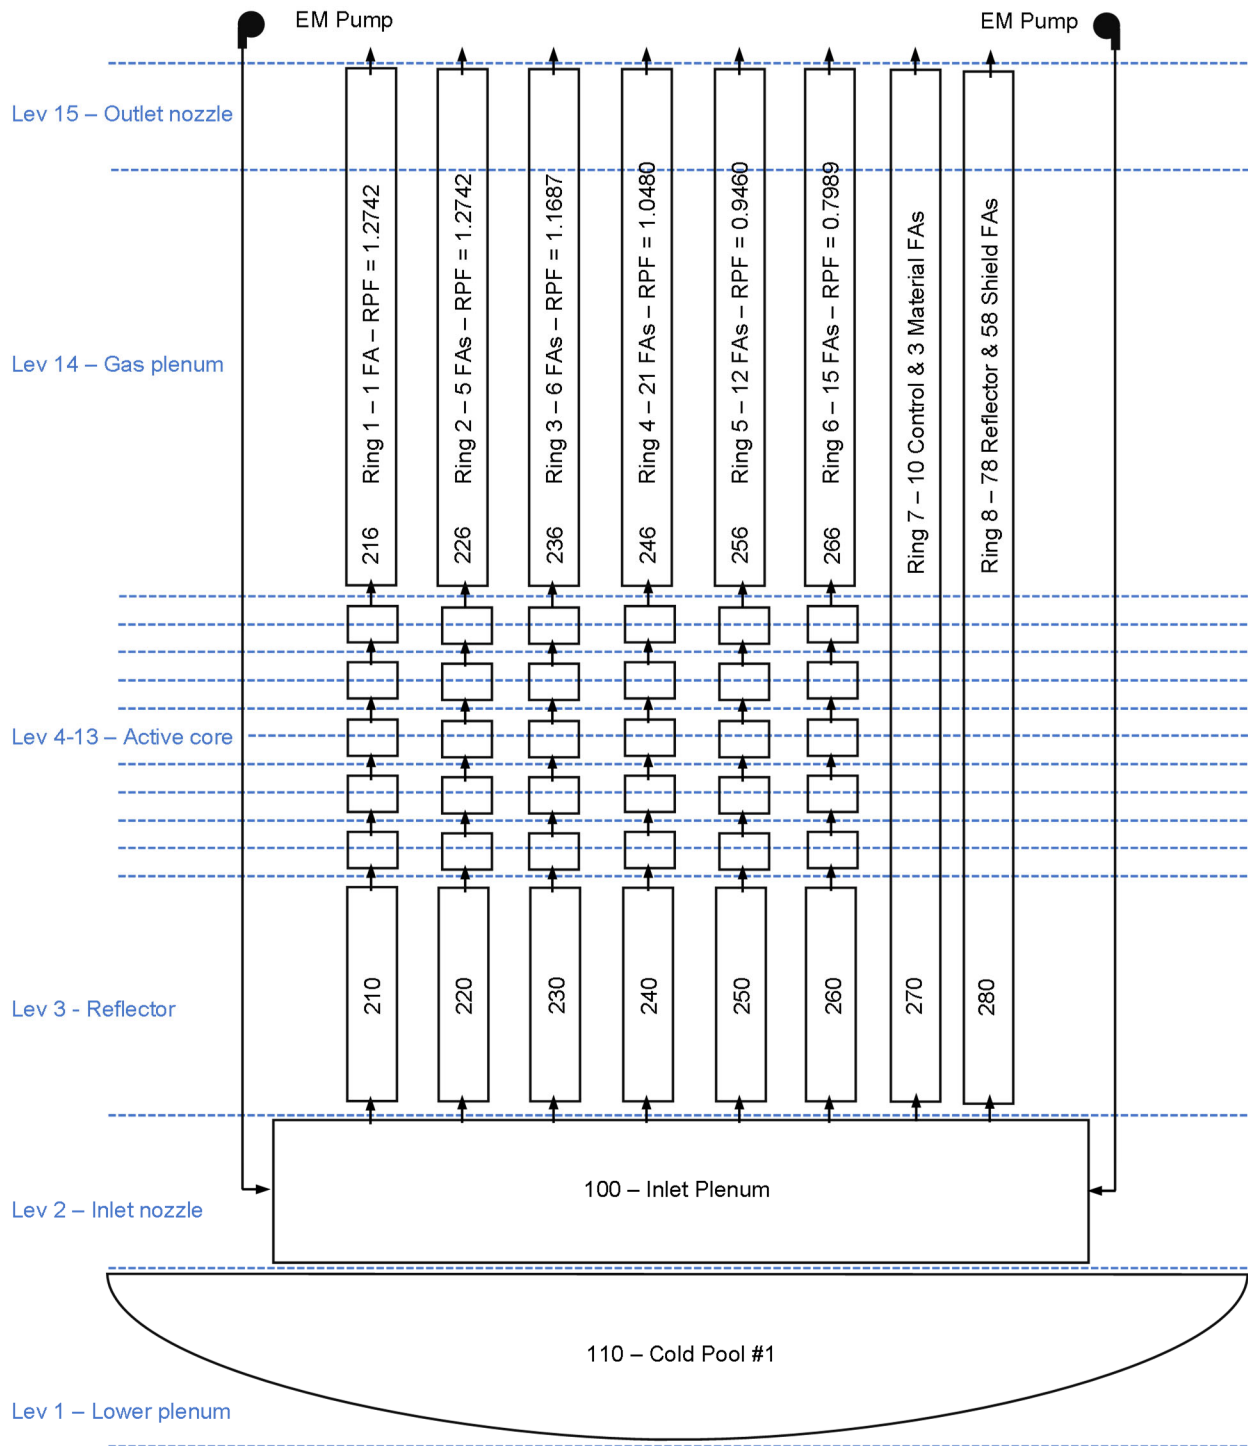 EM Pump
EM Pump
Lev 15 – Outlet nozzle
Lev 14 – Gas plenum
Ring 1 – 1 FA – RPF = 1.2742
Ring 2 – 5 FAs – RPF = 1.2742
Ring 3 – 6 FAs – RPF = 1.1687
Ring 4 – 21 FAs – RPF = 1.0480
Ring 5 – 12 FAs – RPF = 0.9460
Ring 6 – 15 FAs – RPF = 0.7989
Ring 7 – 10 Control & 3 Material FAs
Ring 8 – 78 Reflector & 58 Shield FAs
216
226
236
246
256
266
Lev 4-13 – Active core
Lev 3 - Reflector
210
220
230
240
250
260
270
280
100 – Inlet Plenum
Lev 2 – Inlet nozzle
110 – Cold Pool #1
Lev 1 – Lower plenum